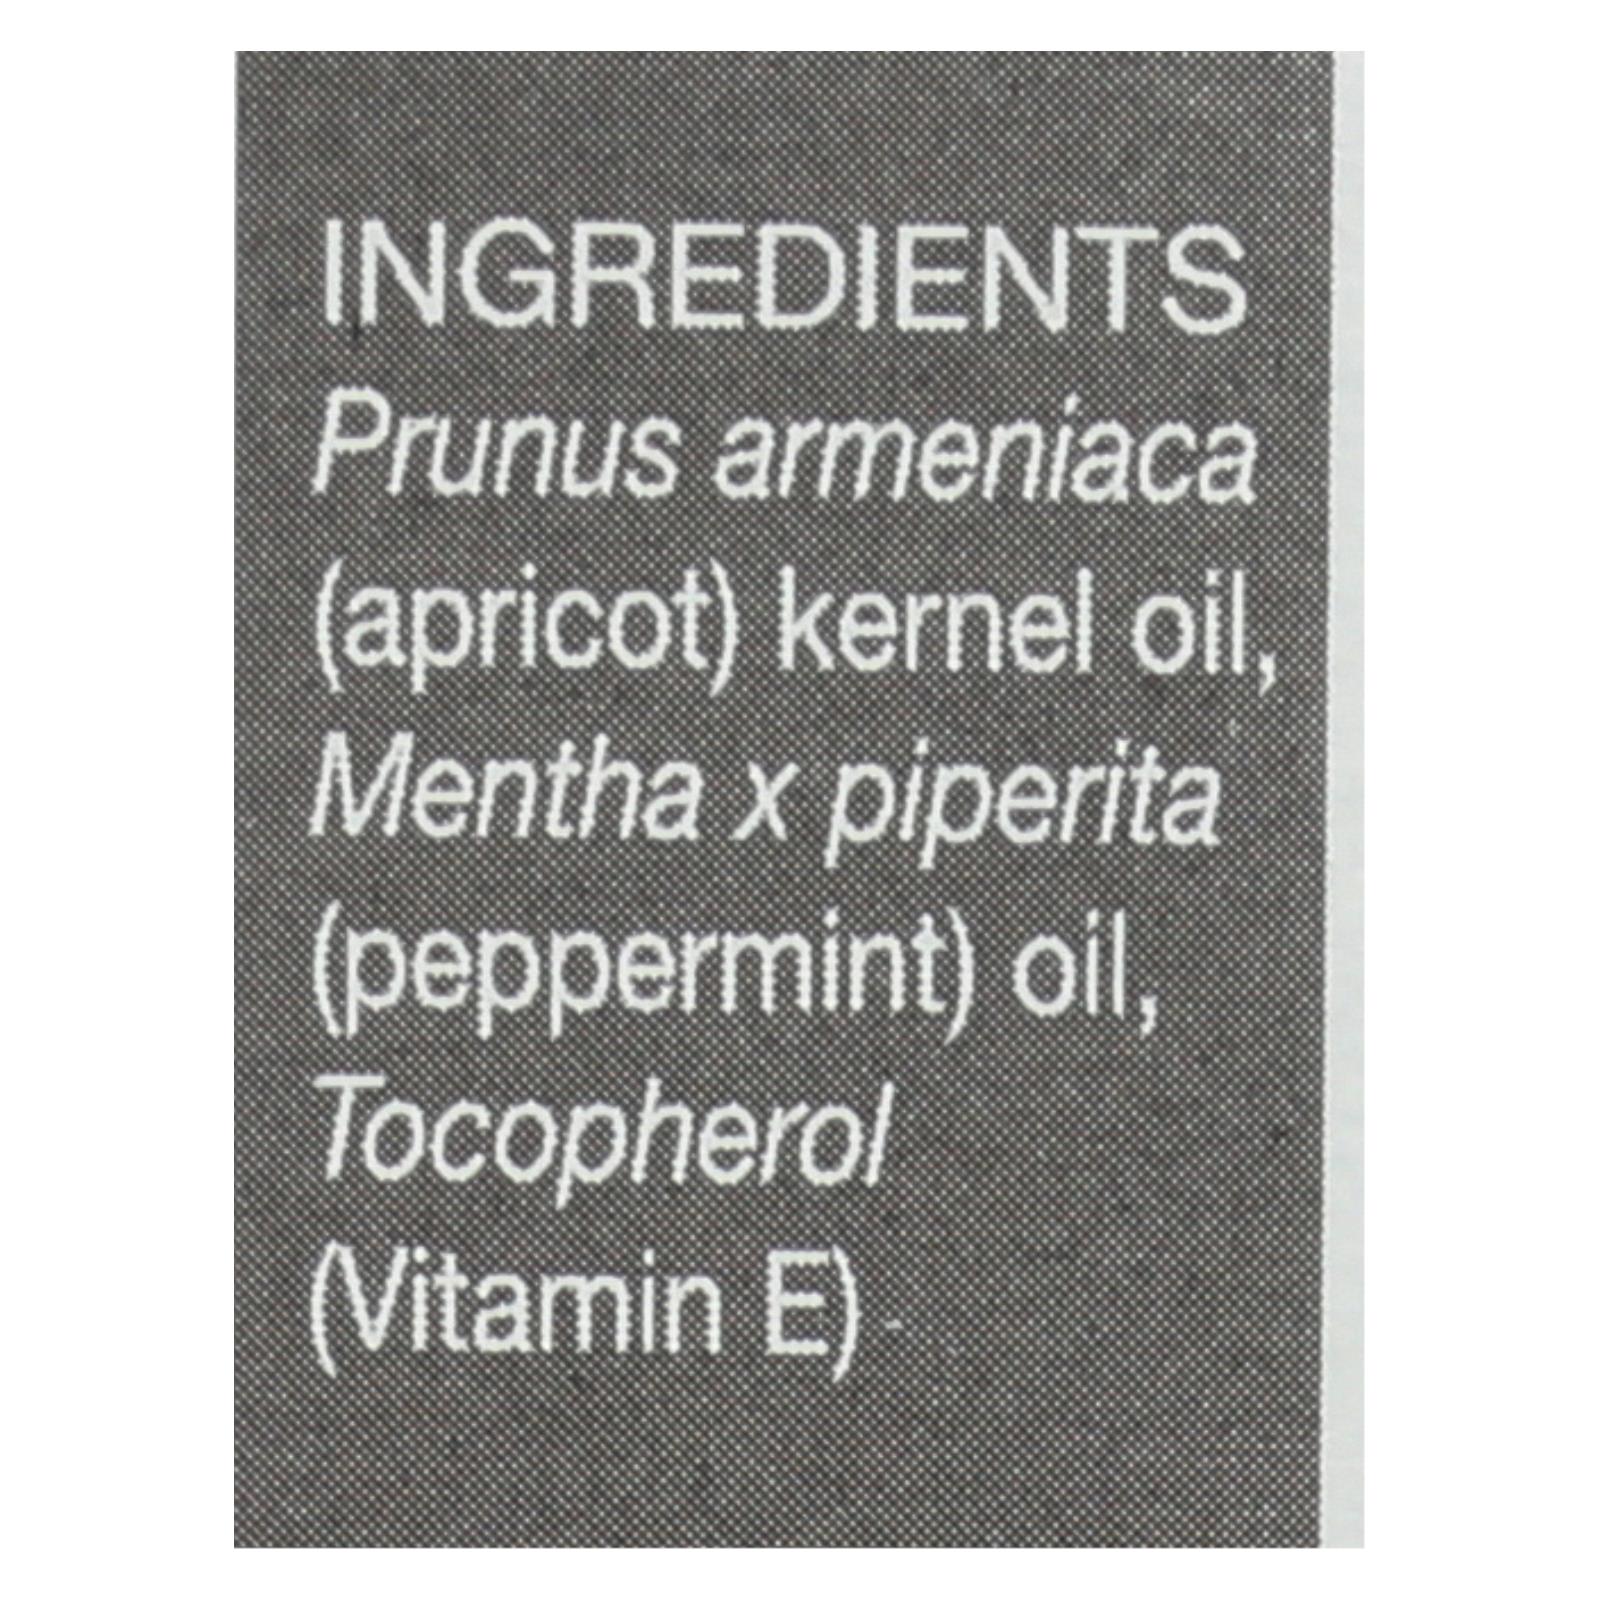 INGREDIENTS
Prunus armeniaca
(apricot) kernel oil,
Mentha x piperita
(peppermint) oil,
Tocopherol
(Vitamin E)